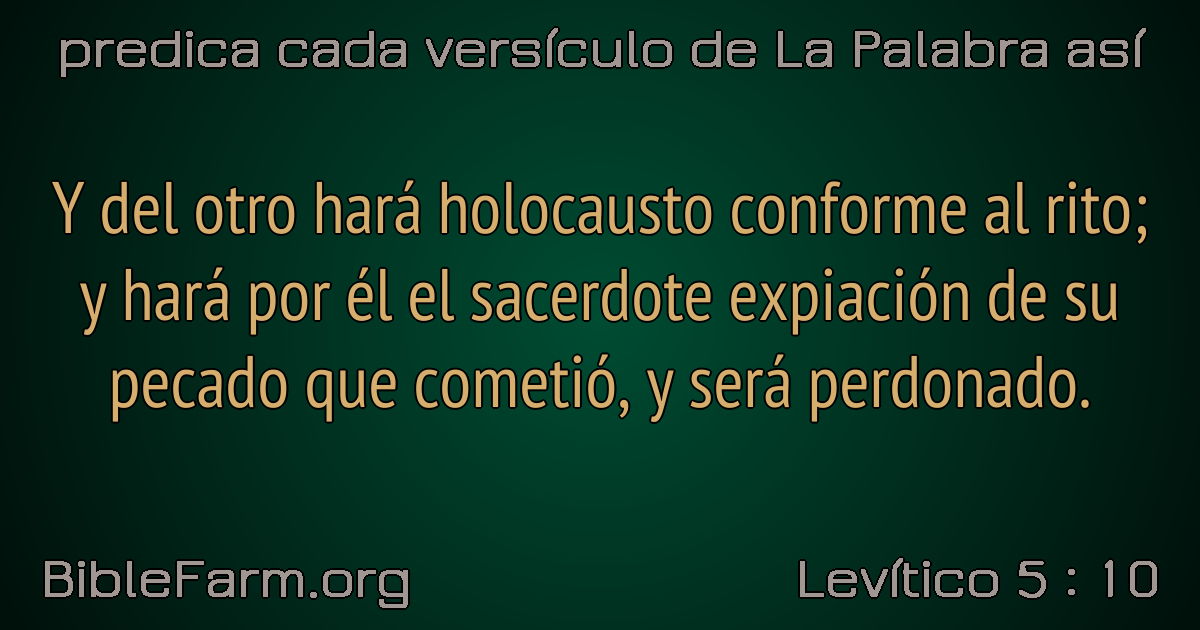 predica cada versículo de La Palabra así
Y del otro hará holocausto conforme al rito;
y hará por él el sacerdote expiación de su
pecado que cometió, y será perdonado.
BibleFarm.org
Levítico 5 : 10